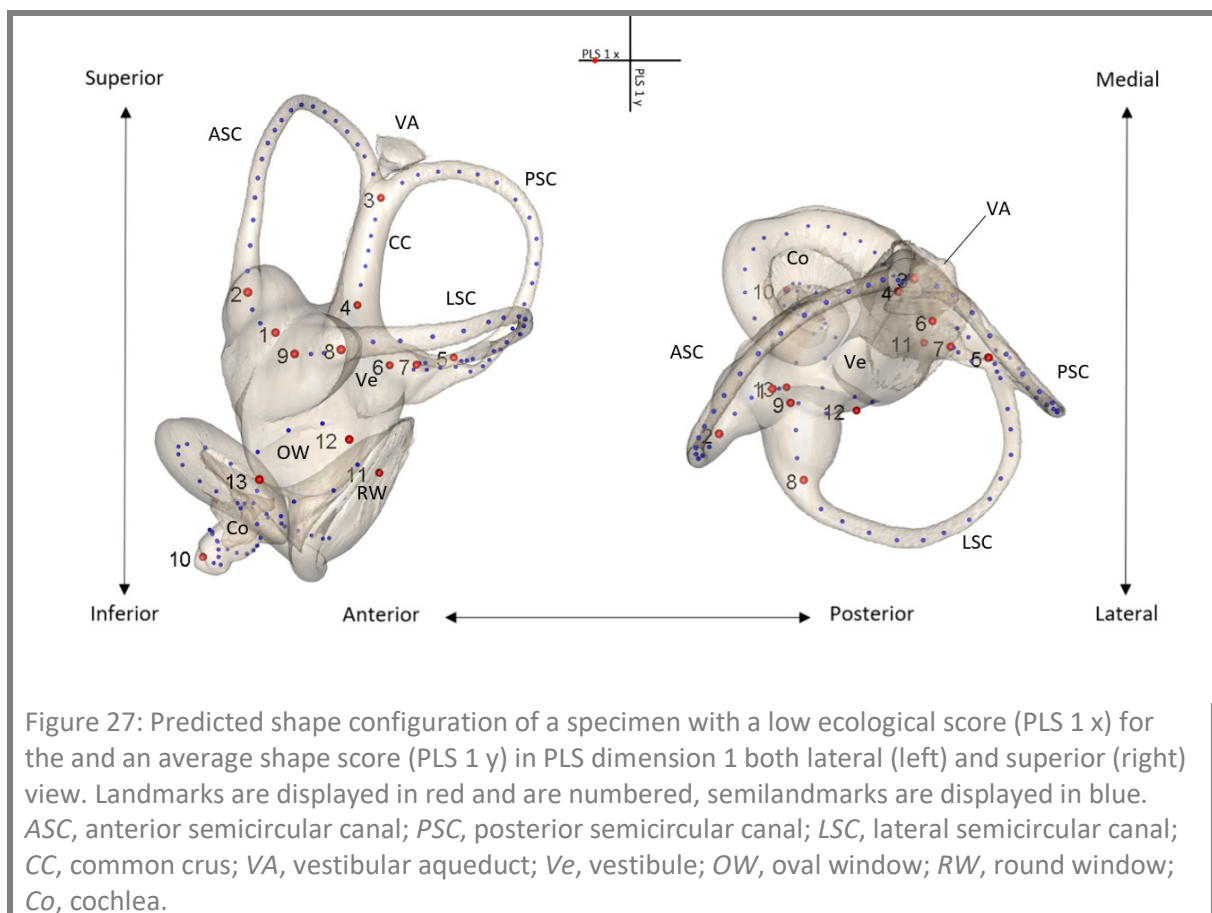 PLS 1 x
PLS 1 y
Superior
Medial
VA
ASC
PSC
3
CC
VA
Co
3
2
10
4
4
LSC
6
1
8
11
7
9
5
ASC
6
7
Ve
5
PSC
Ve
13
1
9
12
12
2
OW
11
8
13
RW
Co
LSC
10
Inferior
Anterior
Posterior
Lateral
Figure 27: Predicted shape configuration of a specimen with a low ecological score (PLS 1 x) for
the and an average shape score (PLS 1 y) in PLS dimension 1 both lateral (left) and superior (right)
view. Landmarks are displayed in red and are numbered, semilandmarks are displayed in blue.
ASC, anterior semicircular canal; PSC, posterior semicircular canal; LSC, lateral semicircular canal;
CC, common crus; VA, vestibular aqueduct; Ve, vestibule; OW, oval window; RW, round window;
Co, cochlea.